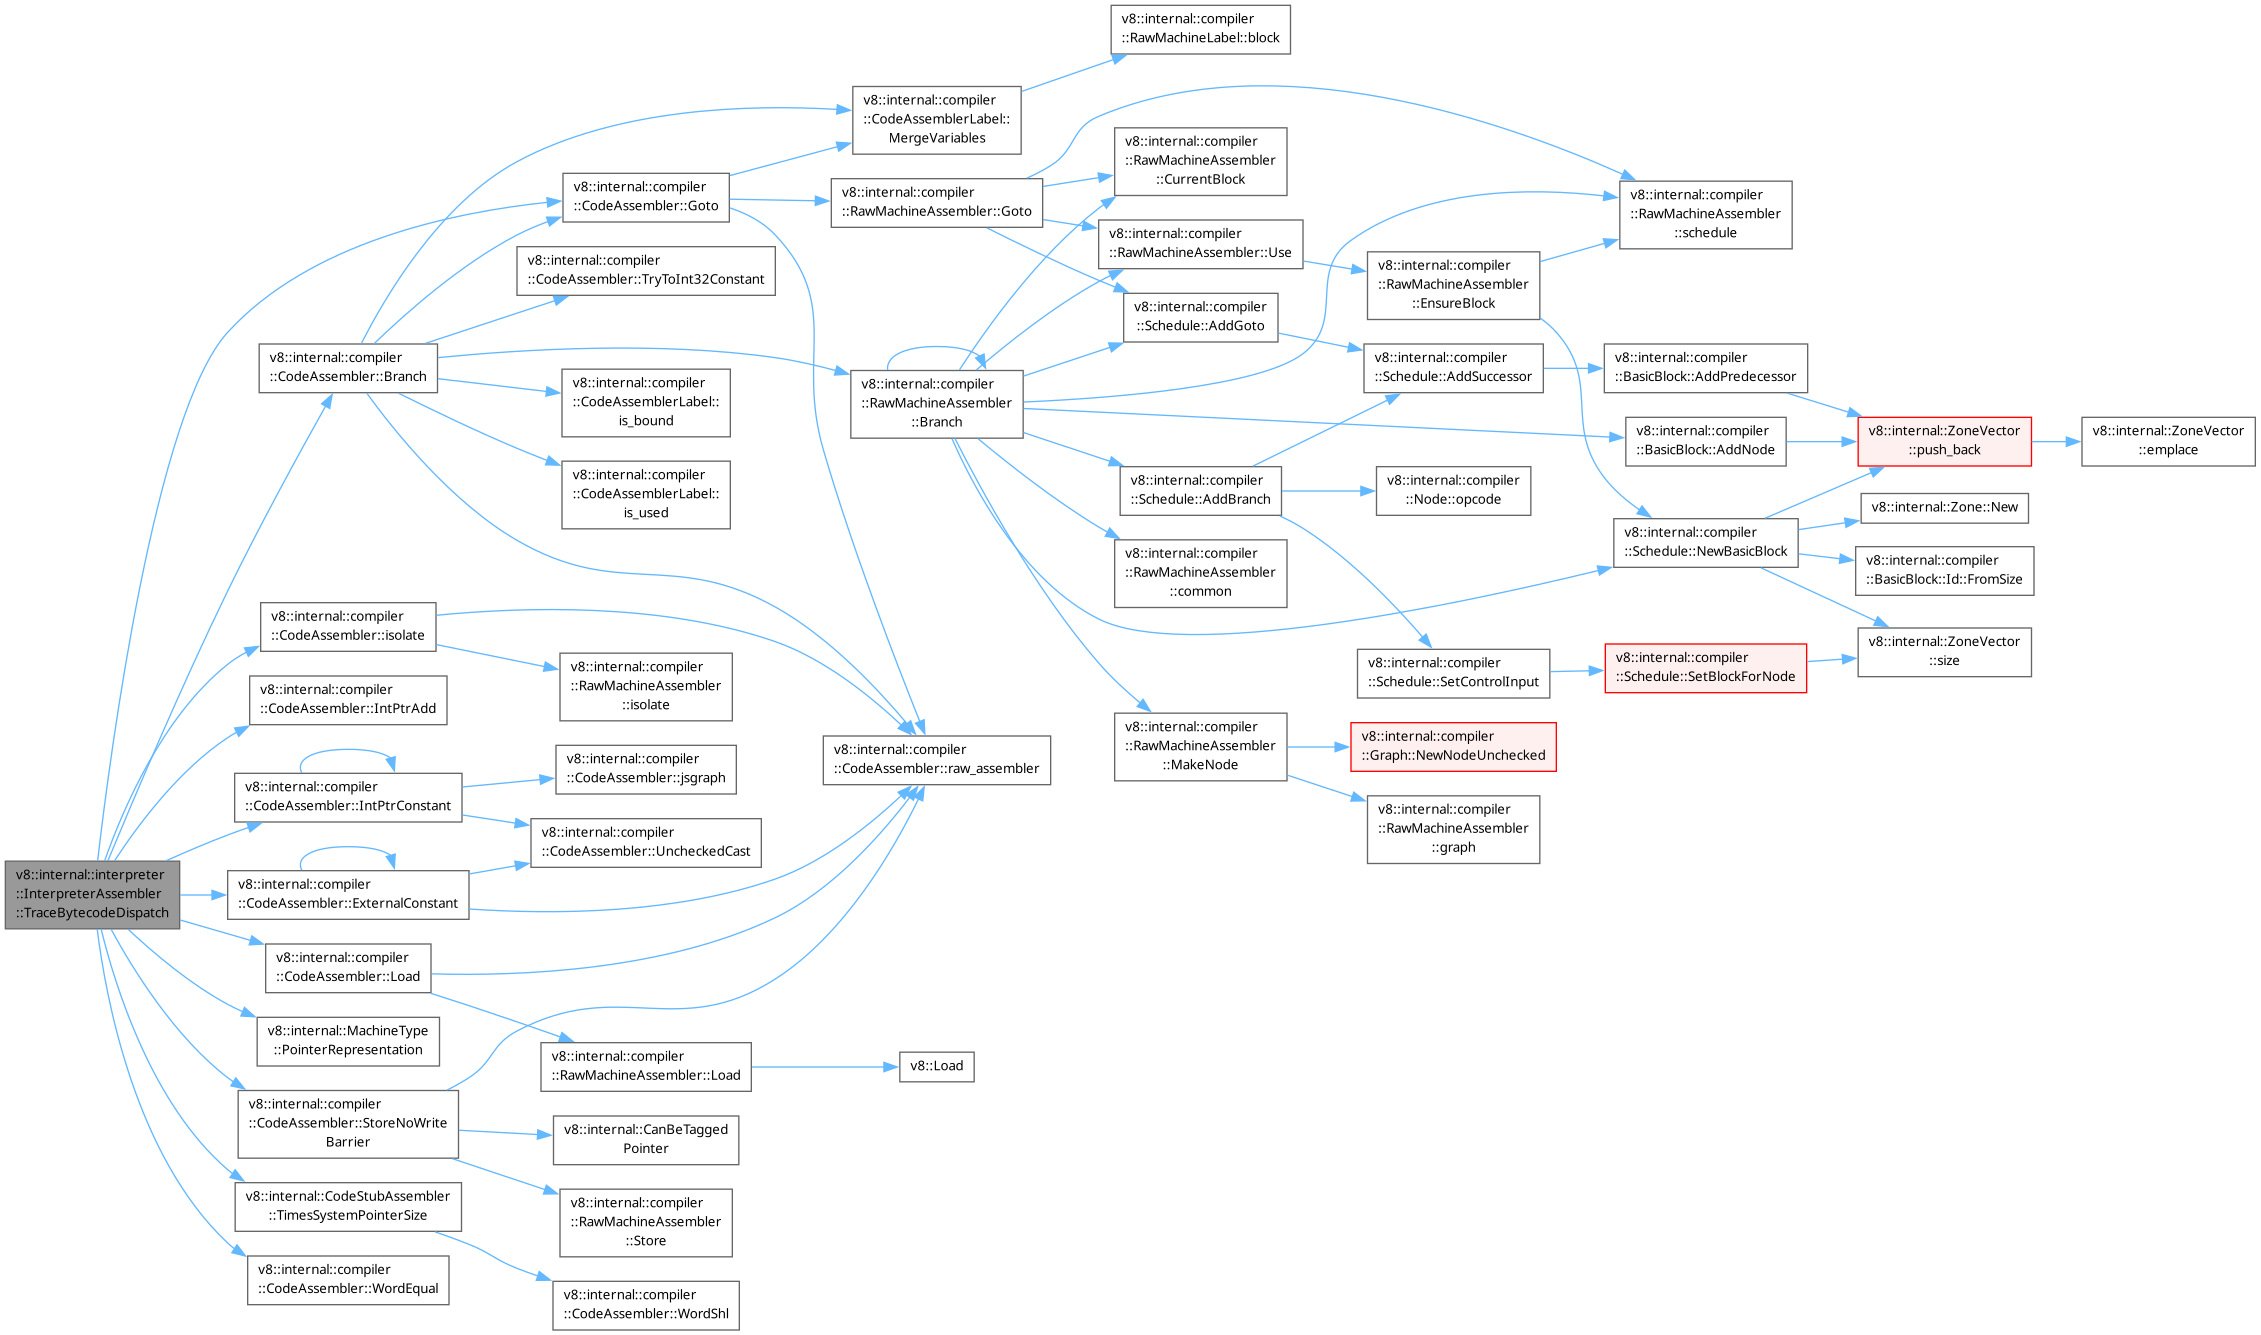 v8::internal::interpreter
::InterpreterAssembler
::TraceBytecodeDispatch
v8::internal::compiler
::CodeAssembler::Branch
v8::internal::compiler
::CodeAssembler::isolate
v8::internal::compiler
::CodeAssembler::IntPtrAdd
v8::internal::compiler
::CodeAssembler::IntPtrConstant
v8::internal::compiler
::CodeAssembler::ExternalConstant
v8::internal::compiler
::CodeAssembler::Load
v8::internal::MachineType
::PointerRepresentation
v8::internal::compiler
::CodeAssembler::StoreNoWrite
Barrier
v8::internal::CodeStubAssembler
::TimesSystemPointerSize
v8::internal::compiler
::CodeAssembler::WordEqual
v8::internal::compiler
::CodeAssembler::Goto
v8::internal::compiler
::CodeAssembler::TryToInt32Constant
v8::internal::compiler
::CodeAssemblerLabel::
is_bound
v8::internal::compiler
::CodeAssemblerLabel::
is_used
v8::internal::compiler
::RawMachineAssembler
::isolate
v8::internal::compiler
::CodeAssembler::jsgraph
v8::internal::compiler
::CodeAssembler::UncheckedCast
v8::internal::compiler
::RawMachineAssembler::Load
v8::internal::CanBeTagged
Pointer
v8::internal::compiler
::RawMachineAssembler
::Store
v8::internal::compiler
::CodeAssembler::WordShl
v8::internal::compiler
::CodeAssemblerLabel::
MergeVariables
v8::internal::compiler
::RawMachineAssembler::Goto
v8::internal::compiler
::RawMachineAssembler
::Branch
v8::internal::compiler
::CodeAssembler::raw_assembler
v8::Load
v8::internal::compiler
::RawMachineLabel::block
v8::internal::compiler
::RawMachineAssembler
::CurrentBlock
v8::internal::compiler
::RawMachineAssembler::Use
v8::internal::compiler
::Schedule::AddGoto
v8::internal::compiler
::Schedule::AddBranch
v8::internal::compiler
::RawMachineAssembler
::common
v8::internal::compiler
::RawMachineAssembler
::MakeNode
v8::internal::compiler
::RawMachineAssembler
::EnsureBlock
v8::internal::compiler
::Schedule::AddSuccessor
v8::internal::compiler
::Node::opcode
v8::internal::compiler
::Schedule::SetControlInput
v8::internal::compiler
::Graph::NewNodeUnchecked
v8::internal::compiler
::RawMachineAssembler
::graph
v8::internal::compiler
::RawMachineAssembler
::schedule
v8::internal::compiler
::BasicBlock::AddPredecessor
v8::internal::compiler
::BasicBlock::AddNode
v8::internal::compiler
::Schedule::NewBasicBlock
v8::internal::compiler
::Schedule::SetBlockForNode
v8::internal::ZoneVector
::push_back
v8::internal::Zone::New
v8::internal::compiler
::BasicBlock::Id::FromSize
v8::internal::ZoneVector
::size
v8::internal::ZoneVector
::emplace